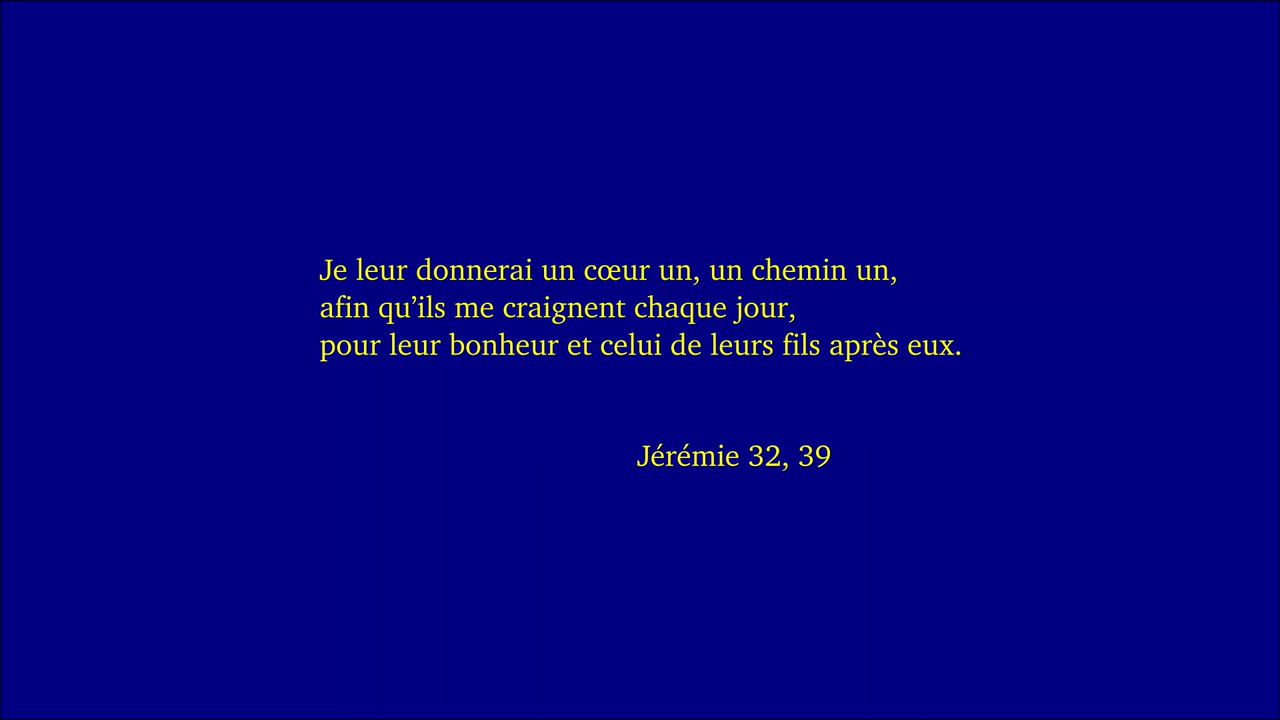 Je leur donnerai un cœur un, un chemin un,
afin qu’ils me craignent chaque jour,
pour leur bonheur et celui de leurs fils après eux.
Jérémie 32, 39